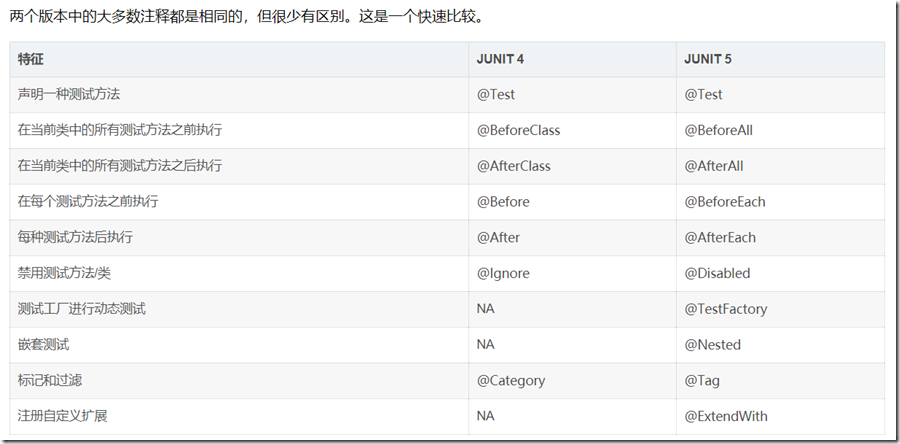 两个版本中的大多数注释都是相同的，但很少有区别。这是一个快速比较。
特征 JUNIT 4 JUNIT 5
声明一种测试方法 @Test @Test
在当前类中的所有测试方法之前执行 @BeforeClass @BeforeAll
在当前类中的所有测试方法之后执行 @AfterClass @AfterAll
在每个测试方法之前执行 @Before @BeforeEach
每种测试方法后执行 @After @AfterEach
禁用测试方法/类 @Ignore @Disabled
测试工厂进行动态测试 NA @TestFactory
嵌套测试 NA @Nested
标记和过滤 @Category @Tag
注册自定义扩展 NA @ExtendWith